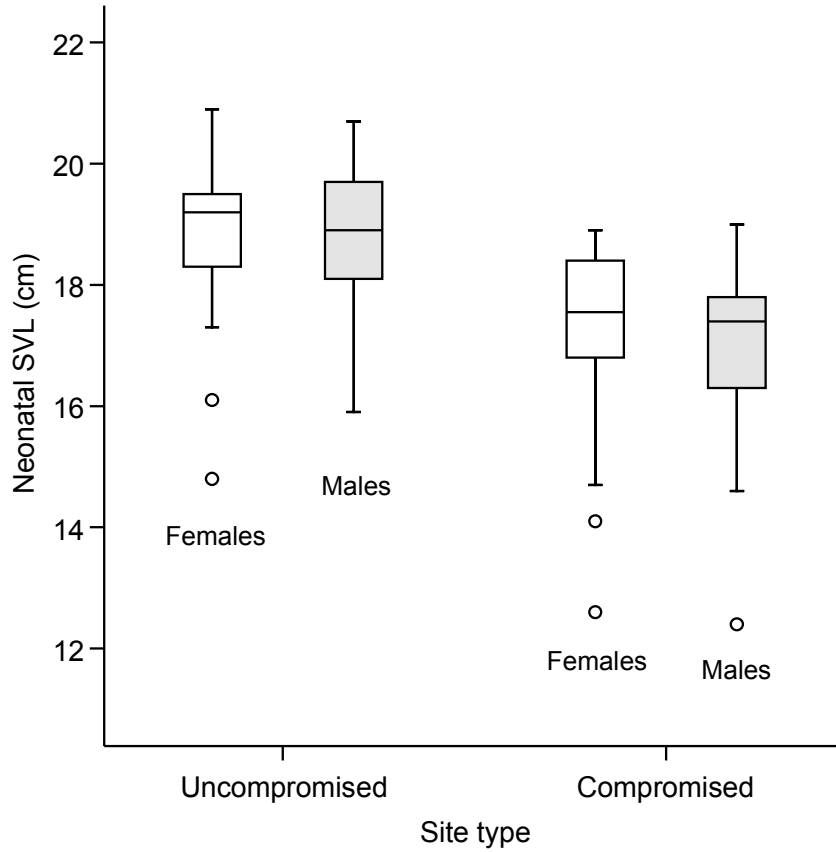 Neonatal SVL (cm)
22
20
18
16
14
12
Females
Males
Females
Males
Uncompromised
Compromised
Site type